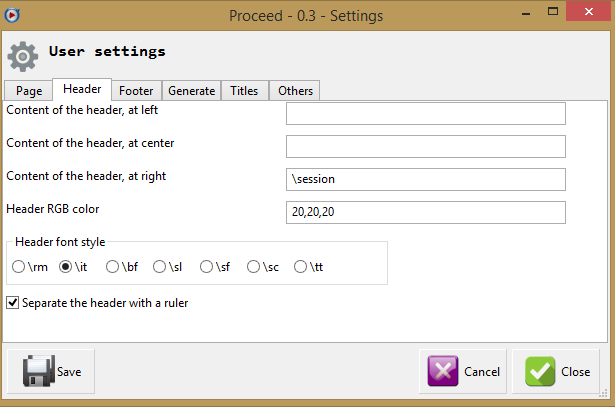 Proceed - 0.3 - Settings
User settings
Page Header Footer Generate Titles Others
Content of the header, at left
Content of the header, at center
Content of the header, at right \session
Header RGB color 20,20,20
Header font style
\rm \it \bf \sl \sf \sc \tt
Separate the header with a ruler
Save Cancel Close